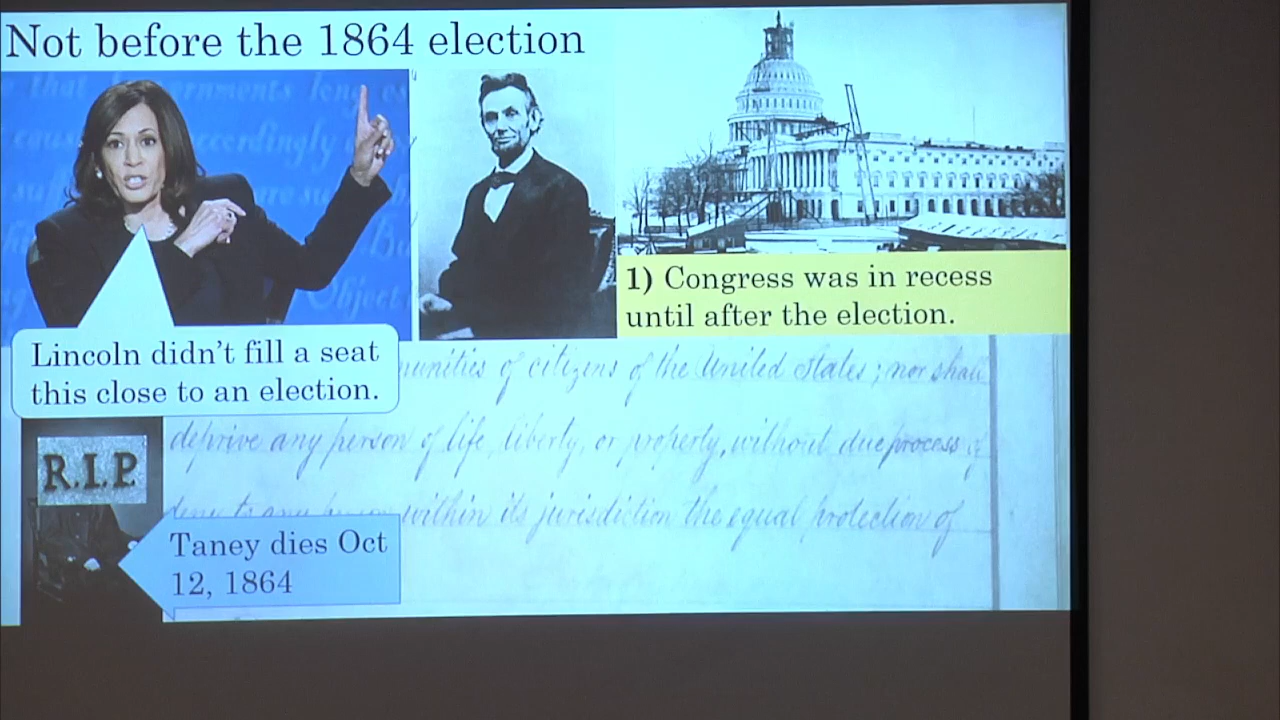 Not before the 1864 election
1) Congress was in recess
until after the election.
Lincoln didn't fill a seat
this close to an election.
of citizens of the United States; nor shall
deprive any person of life, liberty, or property, without due process of
within its jurisdiction the equal protection of
R.I.P.
Taney dies Oct
12, 1864